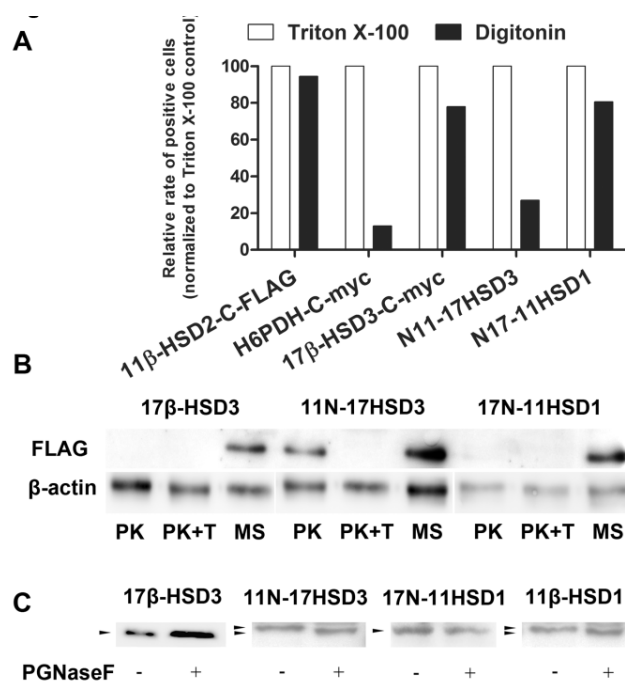 A
Triton X-100 Digitonin
Relative rate of positive cells
(normalized to Triton X-100 control)
100
80
60
40
20
0
11β-HSD2-C-FLAG
H6PDH-C-myc
17β-HSD3-C-myc
N11-17HSD3
N17-11HSD1
B
17β-HSD3 11N-17HSD3 17N-11HSD1
FLAG
β-actin
PK PK+T MS PK PK+T MS PK PK+T MS
C
17β-HSD3 11N-17HSD3 17N-11HSD1 11β-HSD1
PGNaseF - + - + - + - +